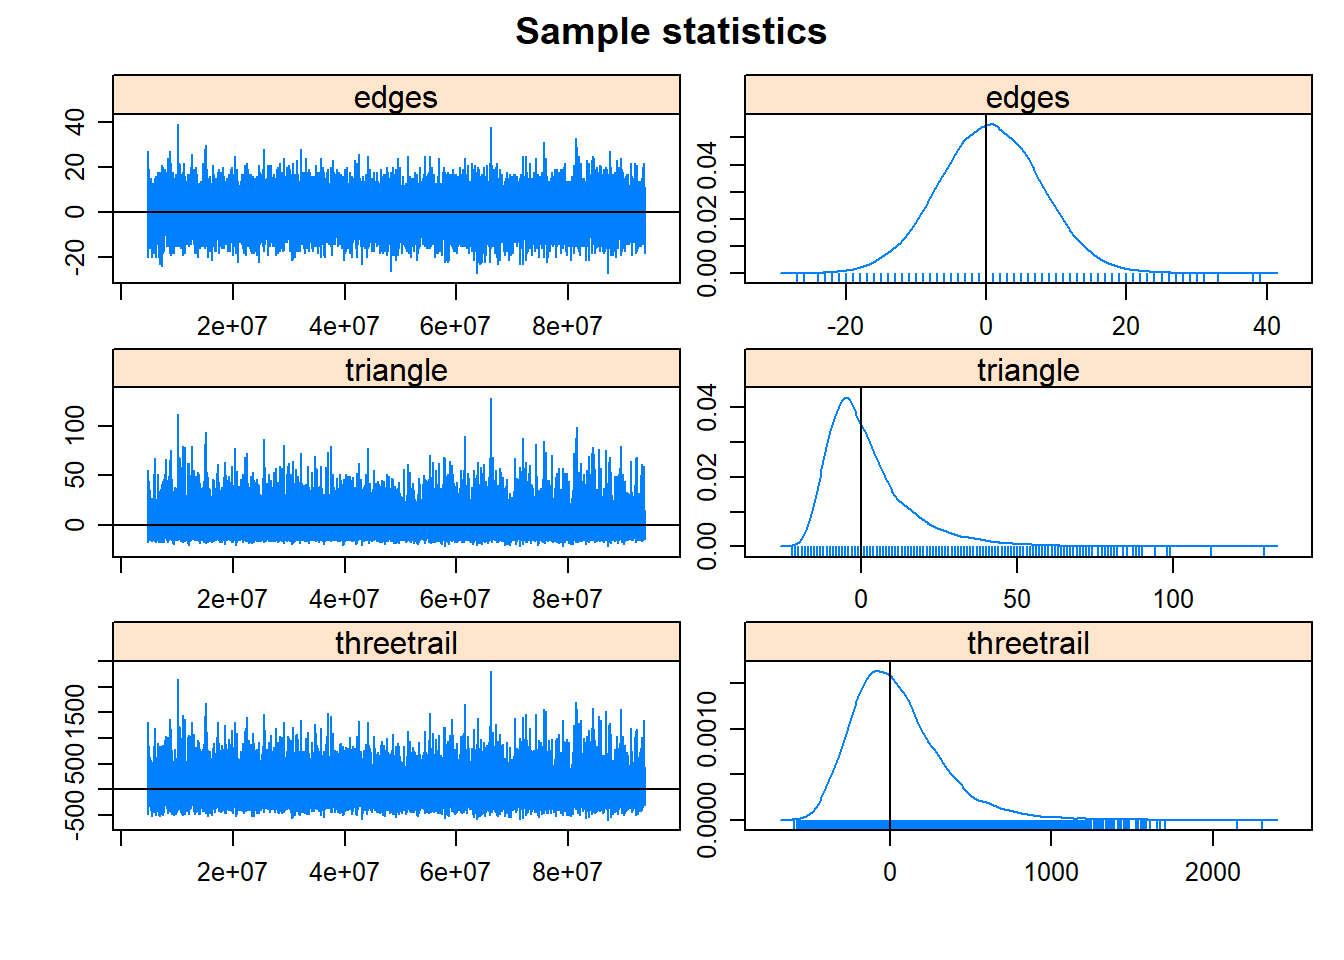 Sample statistics
edges
edges
40
20
0
-20
0.04
0.02
0.00
2e+07 4e+07 6e+07 8e+07
-20 0 20 40
triangle
triangle
100
50
0
0.04
0.02
0.00
2e+07 4e+07 6e+07 8e+07
0 50 100
threetrail
threetrail
1500
500
-500
0.0010
0.0000
2e+07 4e+07 6e+07 8e+07
0 1000 2000